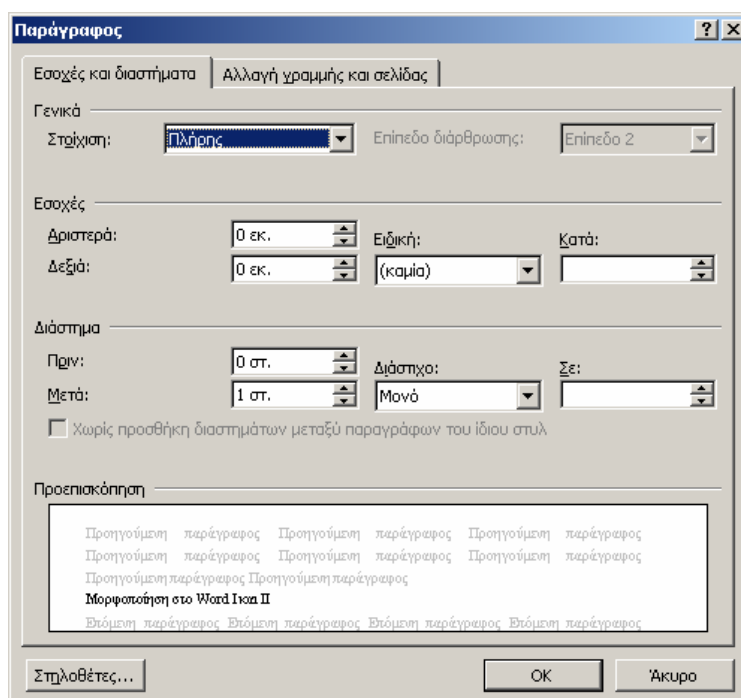 Παράγραφος
Εσοχές και διαστήματα Αλλαγή γραμμής και σελίδας
Γενικά
Στοίχιση: Πλήρης Επίπεδο διάρθρωσης: Επίπεδο 2
Εσοχές
Αριστερά: 0 εκ. Ειδική: Κατά:
Δεξιά: 0 εκ. (καμία)
Διάστημα
Πριν: 0 στ. Διάστιχο: Σε:
Μετά: 1 στ. Μονό
Χωρίς προσθήκη διαστημάτων μεταξύ παραγράφων του ίδιου στυλ
Προεπισκόπηση
Προηγούμενη παράγραφος Προηγούμενη παράγραφος Προηγούμενη παράγραφος
Προηγούμενη παράγραφος Προηγούμενη παράγραφος Προηγούμενη παράγραφος
Προηγούμενη παράγραφος Προηγούμενη παράγραφος
Μορφοποίηση στο Word Ι και ΙΙ
Επόμενη παράγραφος Επόμενη παράγραφος Επόμενη παράγραφος Επόμενη παράγραφος
Στηλοθέτες... OK Άκυρο